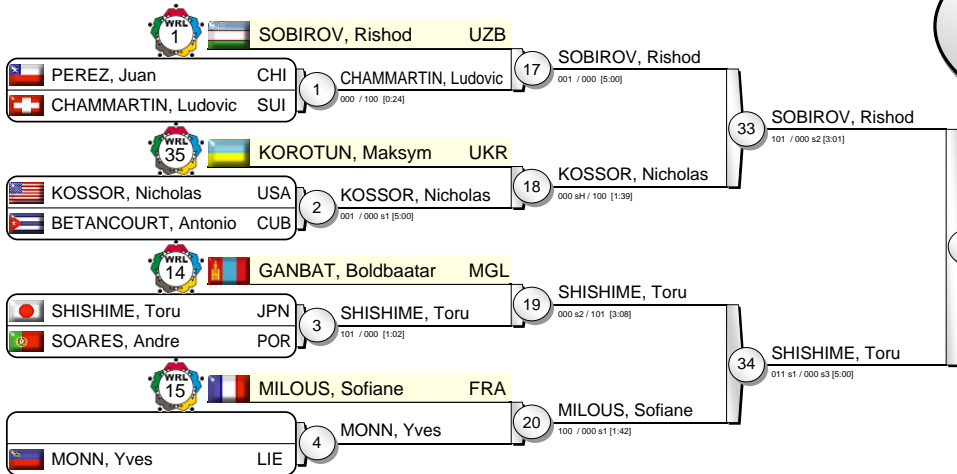 WRL
1
SOBIROV, Rishod UZB
PEREZ, Juan CHI
CHAMMARTIN, Ludovic SUI
1
CHAMMARTIN, Ludovic
000 / 100 [0:24]
17
SOBIROV, Rishod
001 / 000 [5:00]
WRL
35
KOROTUN, Maksym UKR
KOSSOR, Nicholas USA
BETANCOURT, Antonio CUB
2
KOSSOR, Nicholas
001 / 000 s1 [5:00]
18
KOSSOR, Nicholas
000 sH / 100 [1:39]
33
SOBIROV, Rishod
101 / 000 s2 [3:01]
WRL
14
GANBAT, Boldbaatar MGL
SHISHIME, Toru JPN
SOARES, Andre POR
3
SHISHIME, Toru
101 / 000 [1:02]
19
SHISHIME, Toru
000 s2 / 101 [3:08]
WRL
15
MILOUS, Sofiane FRA
MONN, Yves LIE
4
MONN, Yves
20
MILOUS, Sofiane
100 / 000 s1 [1:42]
34
SHISHIME, Toru
011 s1 / 000 s3 [5:00]